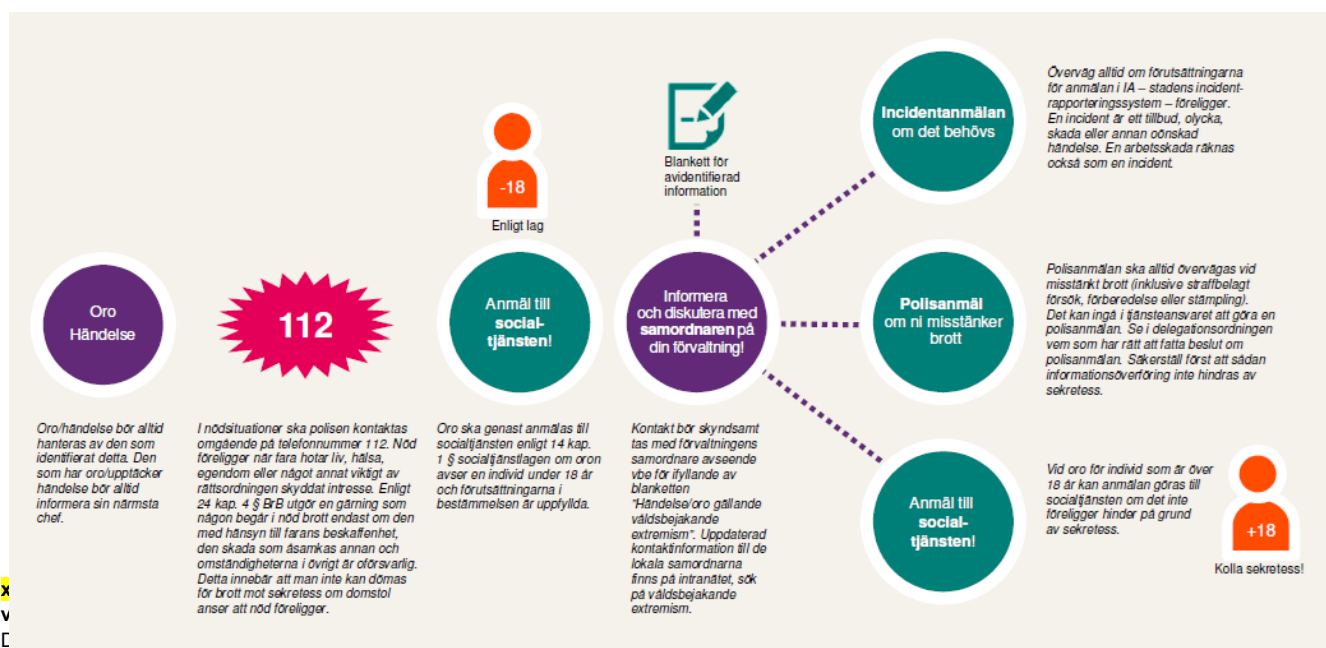 Oro
Händelse
Oro/händelse bör alltid
hanteras av den som
identifierat detta. Den
som har oro/upptäcker
händelse bör alltid
informera sin närmsta
chef.
112
I nödsituationer ska polisen kontaktas
omgående på telefonnummer 112. Nöd
föreligger när fara hotar liv, hälsa,
egendom eller något annat viktigt av
rättsordningen skyddat intresse. Enligt
24 kap. 4 § BrB utgör en gärning som
någon begår i nöd brott endast om den
med hänsyn till farans beskaffenhet,
den skada som åsamkas annan och
omständigheterna i övrigt är oförsvarlig.
Detta innebär att man inte kan dömas
för brott mot sekretess om domstol
anser att nöd föreligger.
-18
Enligt lag
Anmäl till
social-
tjänsten!
Oro ska genast anmälas till
socialtjänsten enligt 14 kap.
1 § socialtjänstlagen om oron
avser en individ under 18 år
och förutsättningarna i
bestämmelsen är uppfyllda.
Blankett för
avidentifierad
information
Informera
och diskutera med
samordnaren på
din förvaltning!
Kontakt bör skyndsamt
tas med förvaltningens
samordnare avseende
vbe för ifyllande av
blanketten
"Händelse/oro gällande
våldsbejakande
extremism". Uppdaterad
kontaktinformation till de
lokala samordnarna
finns på intranätet, sök
på våldsbejakande
extremism.
Incidentanmälan
om det behövs
Överväg alltid om förutsättningarna
för anmälan i IA – stadens incident-
rapporteringssystem – föreligger.
En incident är ett tillbud, olycka,
skada eller annan oönskad
händelse. En arbetsskada räknas
också som en incident.
Polisanmäl
om ni misstänker
brott
Polisanmälan ska alltid övervägas vid
misstänkt brott (inklusive straffbelagt
försök, förberedelse eller stämpling).
Det kan ingå i tjänsteansvaret att göra en
polisanmälan. Se i delegationsordningen
vem som har rätt att fatta beslut om
polisanmälan. Säkerställ först att sådan
informationsöverföring inte hindras av
sekretess.
Anmäl till
social-
tjänsten!
Vid oro för individ som är över
18 år kan anmälan göras till
socialtjänsten om det inte
föreligger hinder på grund
av sekretess.
+18
Kolla sekretess!